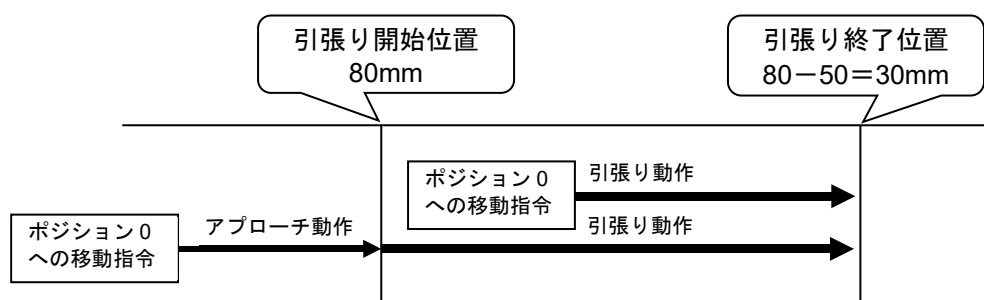 引張り開始位置
80mm
引張り終了位置
80－50＝30mm
ポジション０
への移動指令
引張り動作
ポジション０
への移動指令
アプローチ動作
引張り動作